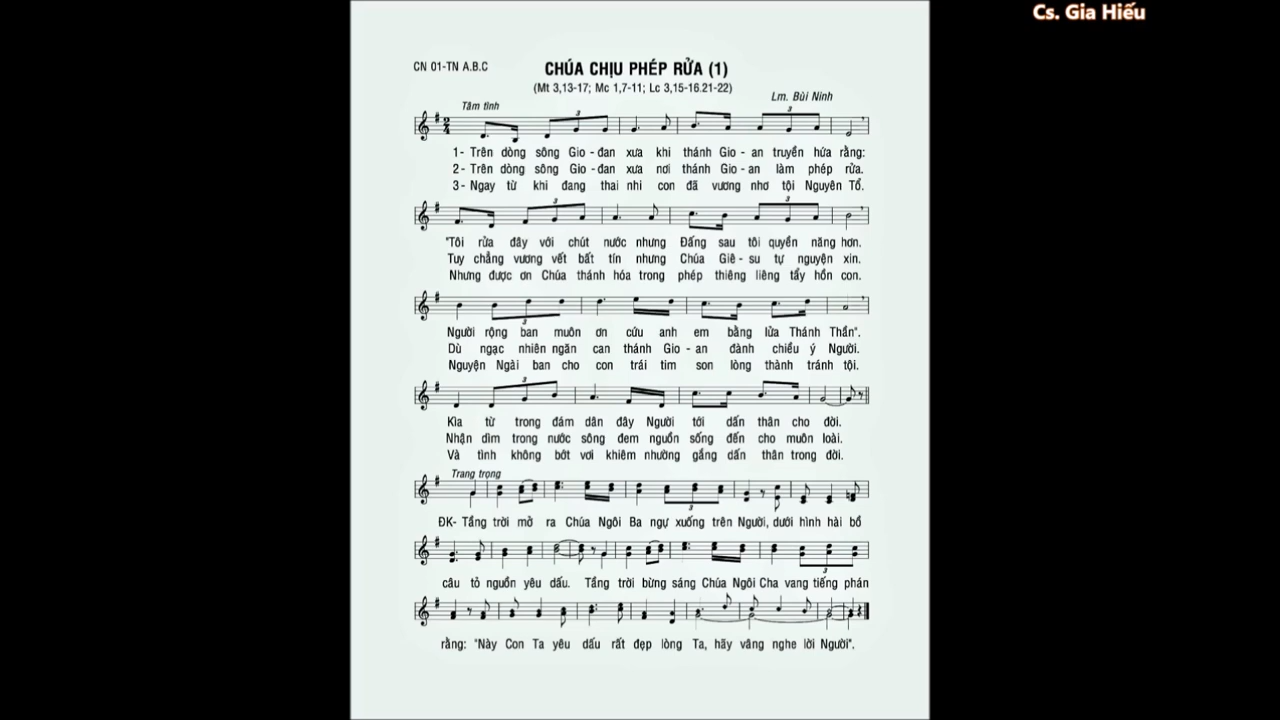 Cs. Gia Hiếu
CN 01-TN A.B.C
CHÚA CHỊU PHÉP RỬA (1)
(Mt 3,13-17; Mc 1,7-11; Lc 3,15-16.21-22)
Lm. Bùi Ninh
Tâm tình
1- Trên dòng sông Gio - đan xưa khi thánh Gio - an truyền hứa rằng:
2- Trên dòng sông Gio - đan xưa nơi thánh Gio - an làm phép rửa.
3- Ngay từ khi đang thai nhi con đã vương nhơ tội Nguyên Tổ.
"Tôi rửa đây với chút nước nhưng Đấng sau tôi quyền năng hơn.
Tuy chẳng vương vết bất tín nhưng Chúa Giê - su tự nguyện xin.
Nhưng được ơn Chúa thánh hóa trong phép thiêng liêng tẩy hồn con.
Người rộng ban muôn ơn cứu anh em bằng lửa Thánh Thần".
Dù ngạc nhiên ngăn can thánh Gio - an đành chiều ý Người.
Nguyện Ngài ban cho con trái tim son lòng thành tránh tội.
Kìa từ trong đám dân đây Người tới dấn thân cho đời.
Nhận dìm trong nước sông đem nguồn sống đến cho muôn loài.
Và tình không bớt vơi khiêm nhường gắng dấn thân trong đời.
Trang trọng
ĐK- Tầng trời mở ra Chúa Ngôi Ba ngự xuống trên Người, dưới hình hài bồ
câu tỏ nguồn yêu dấu. Tầng trời bừng sáng Chúa Ngôi Cha vang tiếng phán
rằng: "Này Con Ta yêu dấu rất đẹp lòng Ta, hãy vâng nghe lời Người".